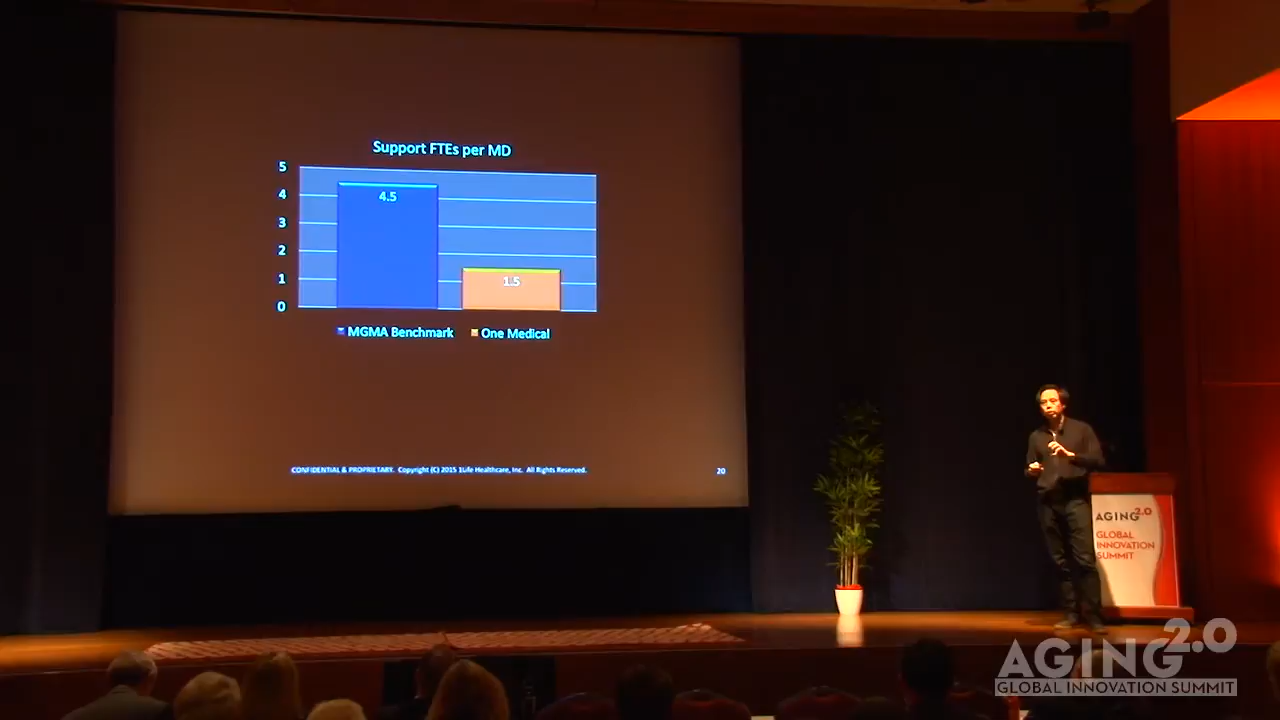 Support FTEs per MD
5
4
3
2
1
0
4.5
1.5
MGMA Benchmark
One Medical
CONFIDENTIAL & PROPRIETARY. Copyright (C) 2015 1Life Healthcare, Inc. All Rights Reserved.
20
AGING2.0
GLOBAL
INNOVATION
SUMMIT
AGING2.0
GLOBAL INNOVATION SUMMIT